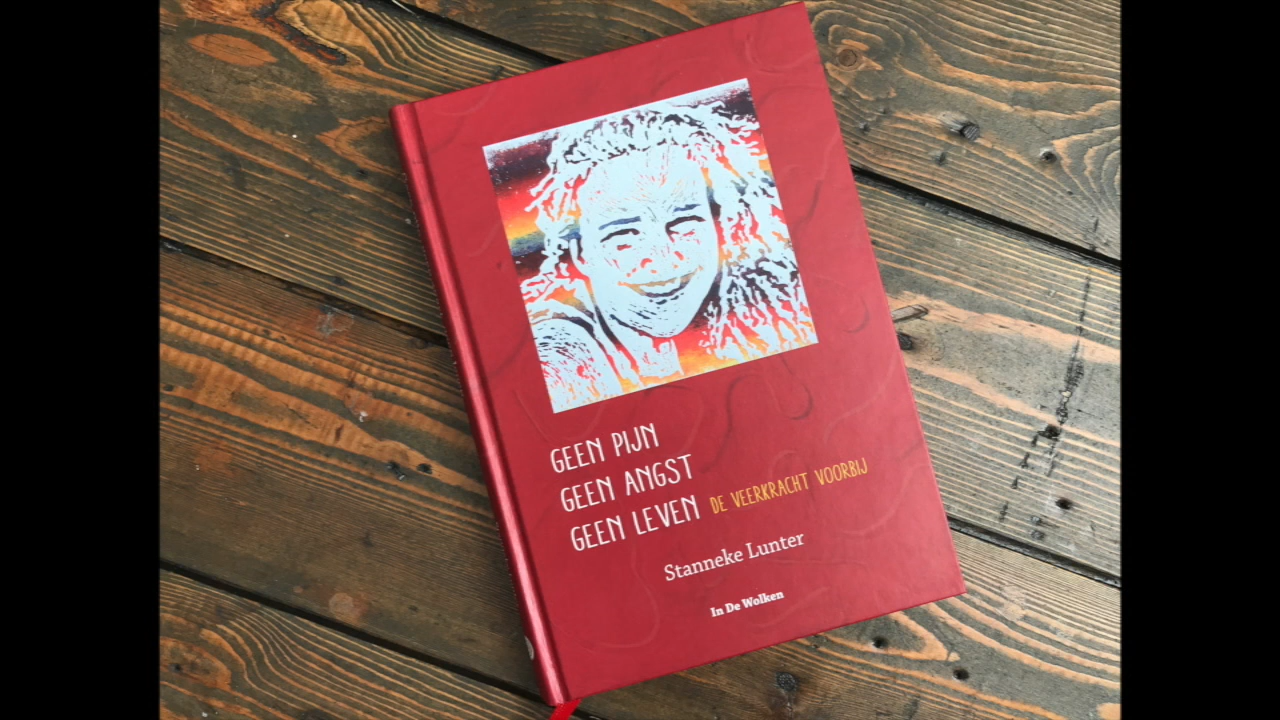 GEEN PIJN
GEEN ANGST
GEEN LEVEN DE VEERKRACHT VOORBIJ
Stanneke Lunter
In De Wolken